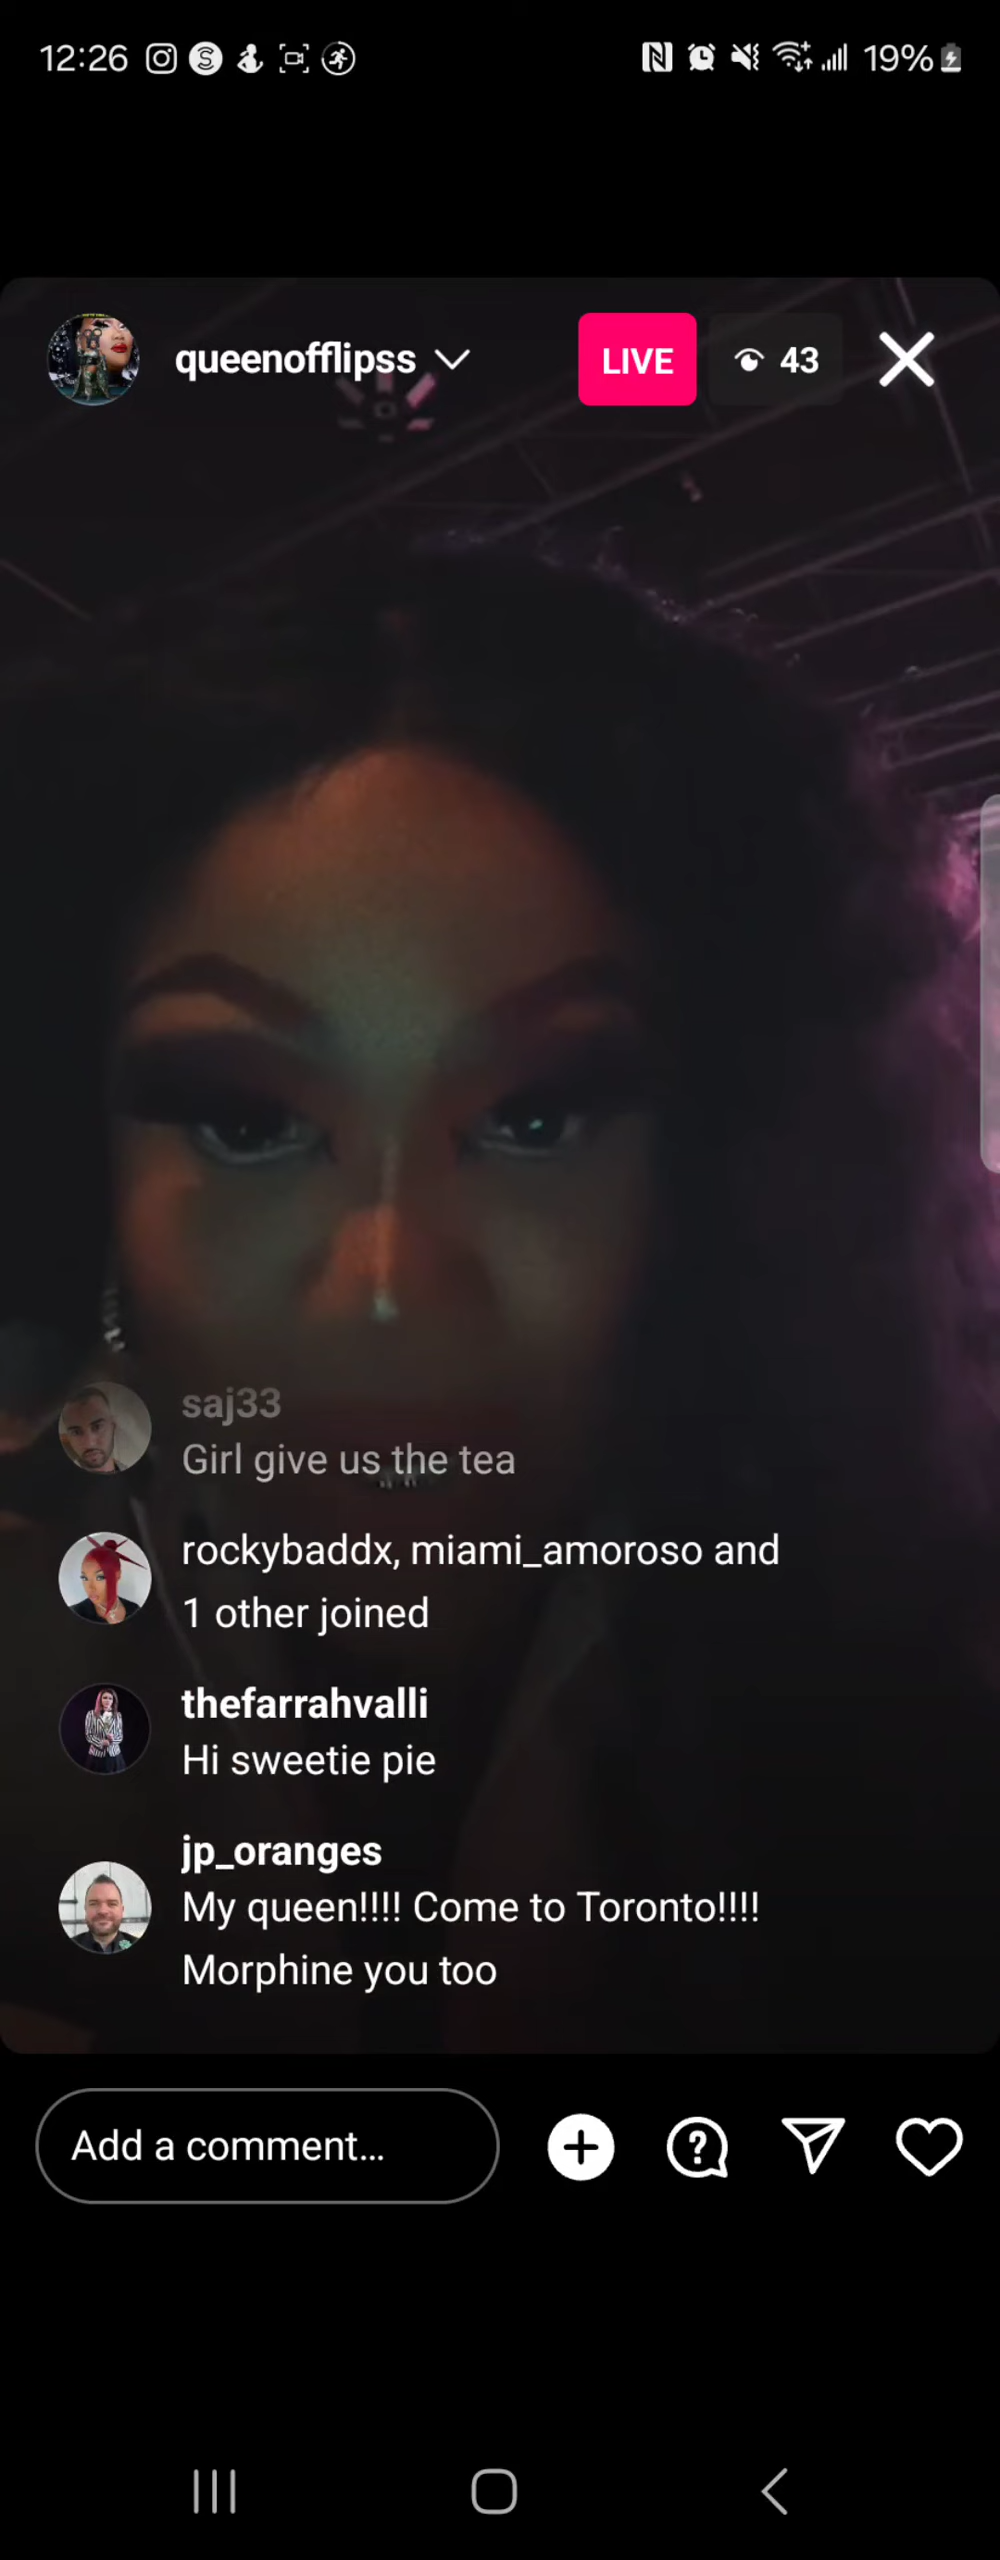 12:26
19%
queenofflipss
LIVE
43
saj33
Girl give us the tea
rockybaddx, miami_amoroso and
1 other joined
thefarrahvalli
Hi sweetie pie
jp_oranges
My queen!!!! Come to Toronto!!!!
Morphine you too
Add a comment...